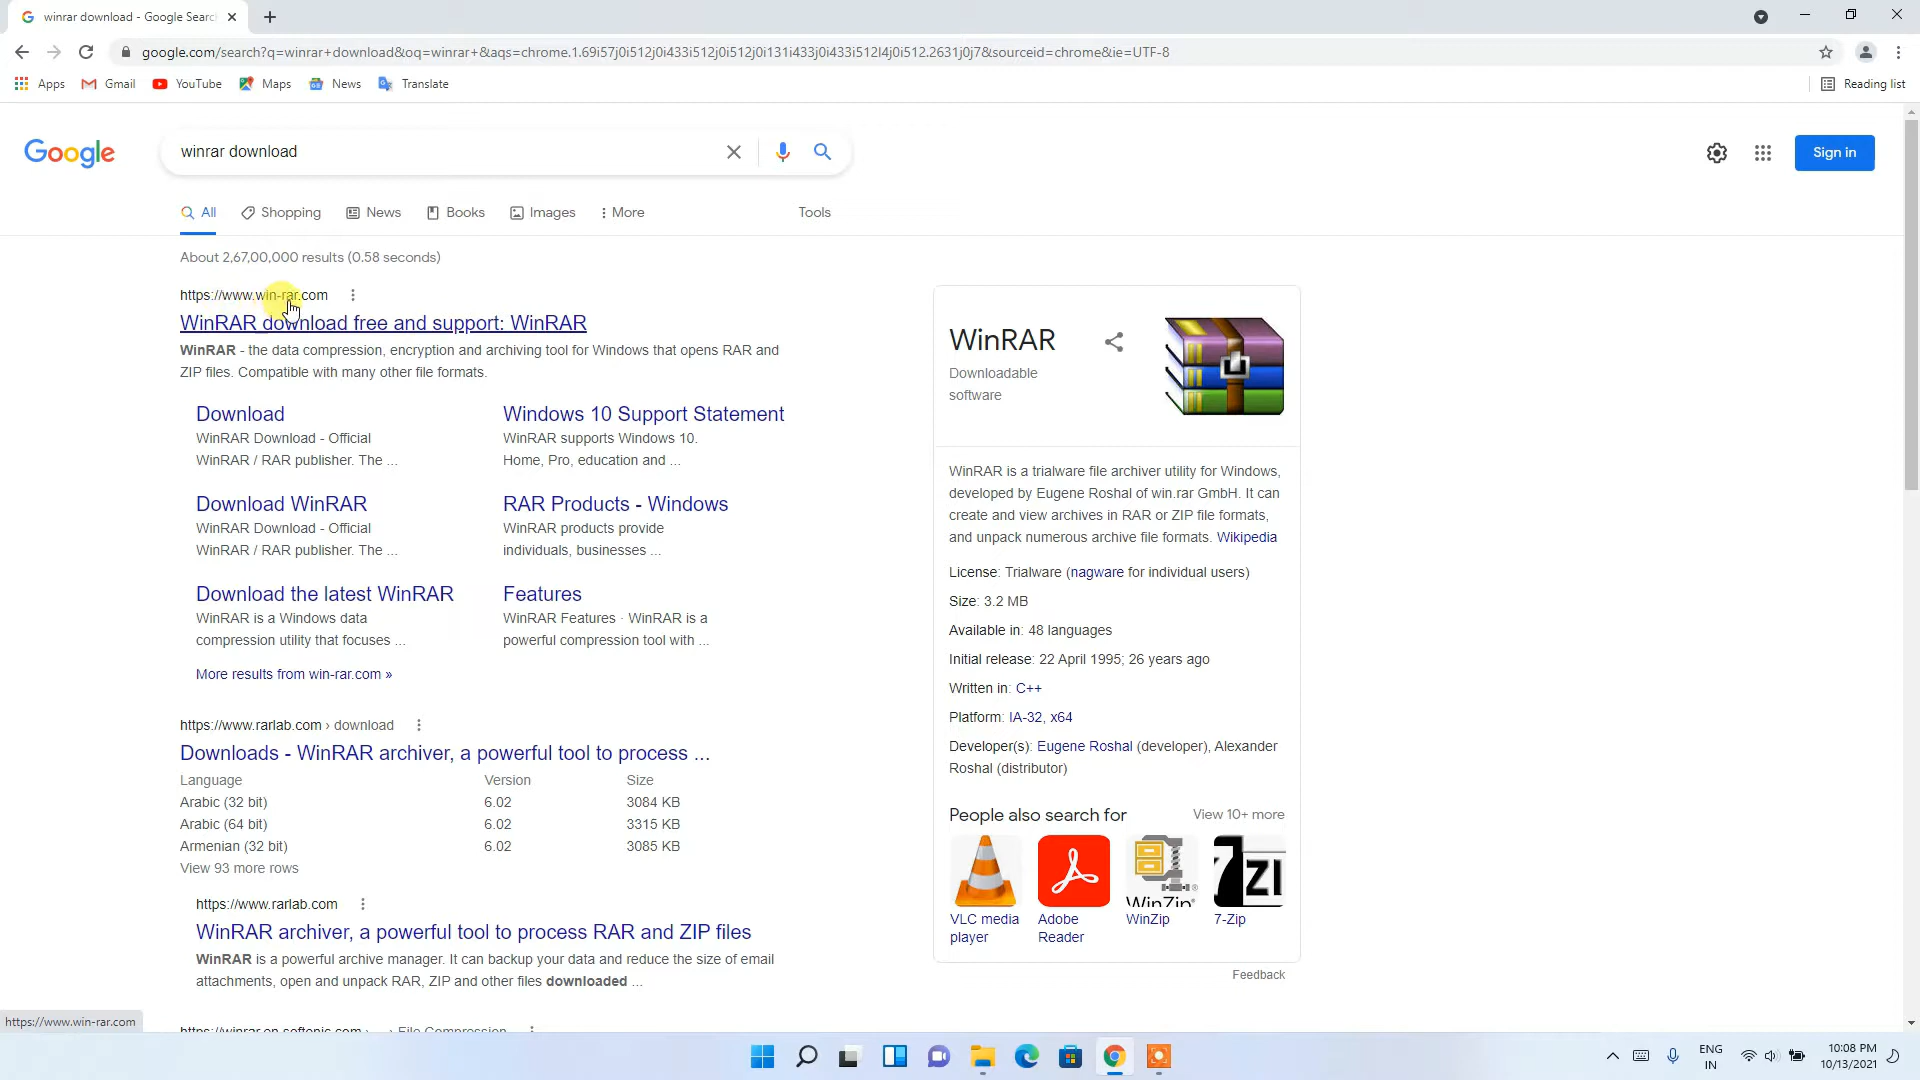 winrar download - Google Searc
google.com/search?q=winrar+download&oq=winrar+&aqs=chrome.1.69i57j0i512j0i433i512j0i512j0i131i433j0i433i512l4j0i512.2631j0j7&sourceid=chrome&ie=UTF-8
Apps Gmail YouTube Maps News Translate Reading list
Google
winrar download
Sign in
All Shopping News Books Images More Tools
About 2,67,00,000 results (0.58 seconds)
https://www.win-rar.com
WinRAR download free and support: WinRAR
WinRAR - the data compression, encryption and archiving tool for Windows that opens RAR and
ZIP files. Compatible with many other file formats.
Download
WinRAR Download - Official
WinRAR / RAR publisher. The ...
Windows 10 Support Statement
WinRAR supports Windows 10.
Home, Pro, education and ...
Download WinRAR
WinRAR Download - Official
WinRAR / RAR publisher. The ...
RAR Products - Windows
WinRAR products provide
individuals, businesses ...
Download the latest WinRAR
WinRAR is a Windows data
compression utility that focuses ...
Features
WinRAR Features · WinRAR is a
powerful compression tool with ...
More results from win-rar.com »
https://www.rarlab.com › download
Downloads - WinRAR archiver, a powerful tool to process ...
Language Version Size
Arabic (32 bit) 6.02 3084 KB
Arabic (64 bit) 6.02 3315 KB
Armenian (32 bit) 6.02 3085 KB
View 93 more rows
https://www.rarlab.com
WinRAR archiver, a powerful tool to process RAR and ZIP files
WinRAR is a powerful archive manager. It can backup your data and reduce the size of email
attachments, open and unpack RAR, ZIP and other files downloaded ...
https://winrar.en.softonic.com › ... › File Compression
WinRAR
Downloadable
software
WinRAR is a trialware file archiver utility for Windows,
developed by Eugene Roshal of win.rar GmbH. It can
create and view archives in RAR or ZIP file formats,
and unpack numerous archive file formats. Wikipedia
License: Trialware (nagware for individual users)
Size: 3.2 MB
Available in: 48 languages
Initial release: 22 April 1995; 26 years ago
Written in: C++
Platform: IA-32, x64
Developer(s): Eugene Roshal (developer), Alexander
Roshal (distributor)
People also search for View 10+ more
WinZip
7ZI
VLC media
player
Adobe
Reader
WinZip
7-Zip
Feedback
https://www.win-rar.com
ENG
IN
10:08 PM
10/13/2021